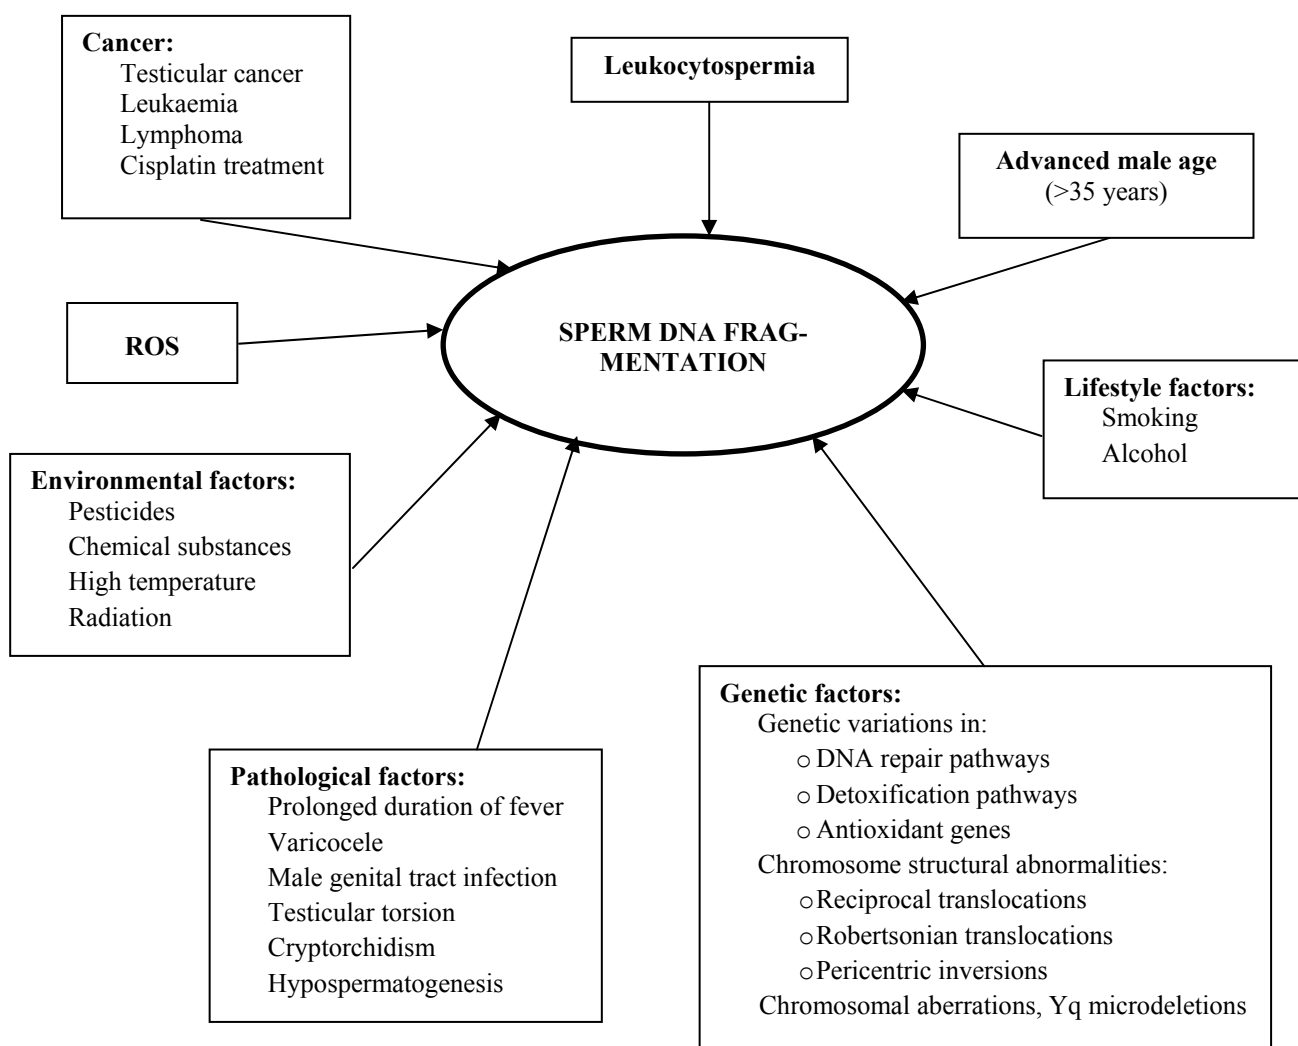 Cancer:
Testicular cancer
Leukaemia
Lymphoma
Cisplatin treatment
Leukocytospermia
Advanced male age
(>35 years)
ROS
SPERM DNA FRAG-
MENTATION
Lifestyle factors:
Smoking
Alcohol
Environmental factors:
Pesticides
Chemical substances
High temperature
Radiation
Pathological factors:
Prolonged duration of fever
Varicocele
Male genital tract infection
Testicular torsion
Cryptorchidism
Hypospermatogenesis
Genetic factors:
Genetic variations in:
○ DNA repair pathways
○ Detoxification pathways
○ Antioxidant genes
Chromosome structural abnormalities:
○ Reciprocal translocations
○ Robertsonian translocations
○ Pericentric inversions
Chromosomal aberrations, Yq microdeletions